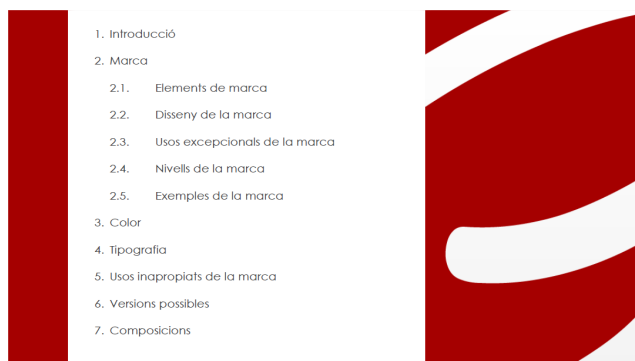 1. Introducció
2. Marca
2.1. Elements de marca
2.2. Disseny de la marca
2.3. Usos excepcionals de la marca
2.4. Nivells de la marca
2.5. Exemples de la marca
3. Color
4. Tipografia
5. Usos inapropiats de la marca
6. Versions possibles
7. Composicions